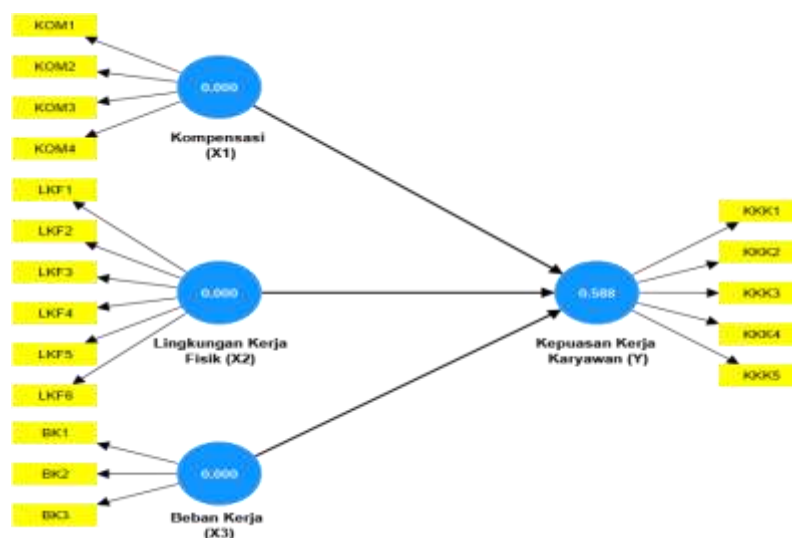 KOM1
KOM2
KOM3
KOM4
0.000
Kompensasi
(X1)
LKF1
LKF2
LKF3
LKF4
LKF5
LKF6
0.000
Lingkungan Kerja
Fisik (X2)
BK1
BK2
BK3
0.000
Beban Kerja
(X3)
0.588
Kepuasan Kerja
Karyawan (Y)
KKK1
KKK2
KKK3
KKK4
KKK5